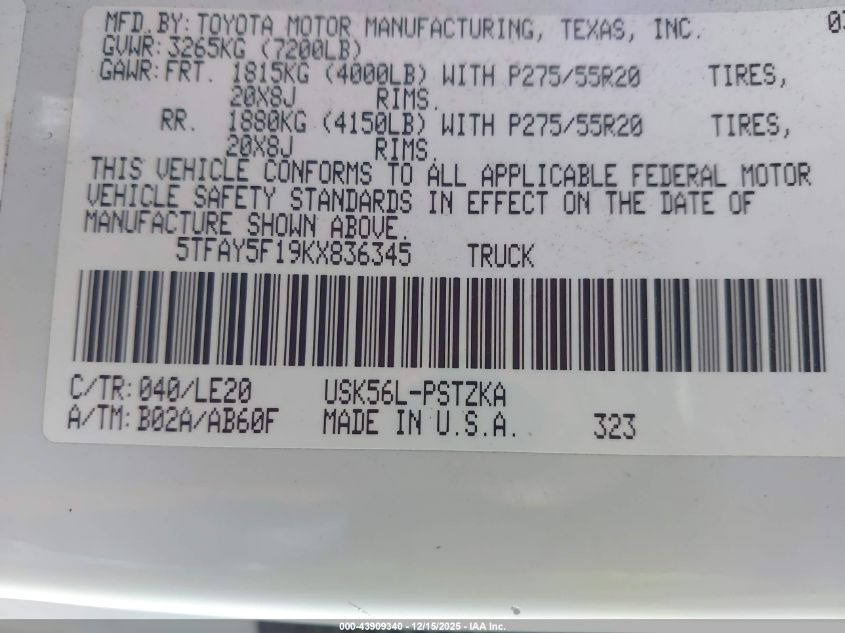 MFD.BY: TOYOTA MOTOR MANUFACTURING, TEXAS, INC. 03
GVWR: 3265KG (7200LB)
GAWR: FRT. 1815KG (4000LB) WITH P275/55R20 TIRES,
20X8J RIMS.
RR. 1880KG (4150LB) WITH P275/55R20 TIRES,
20X8J RIMS.
THIS VEHICLE CONFORMS TO ALL APPLICABLE FEDERAL MOTOR
VEHICLE SAFETY STANDARDS IN EFFECT ON THE DATE OF
MANUFACTURE SHOWN ABOVE.
5TFAY5F19KX836345 TRUCK
C/TR: 040/LE20 USK56L-PSTZKA
A/TM: B02A/AB60F MADE IN U.S.A. 323
000-43909340 - 12/15/2025 - IAA Inc.